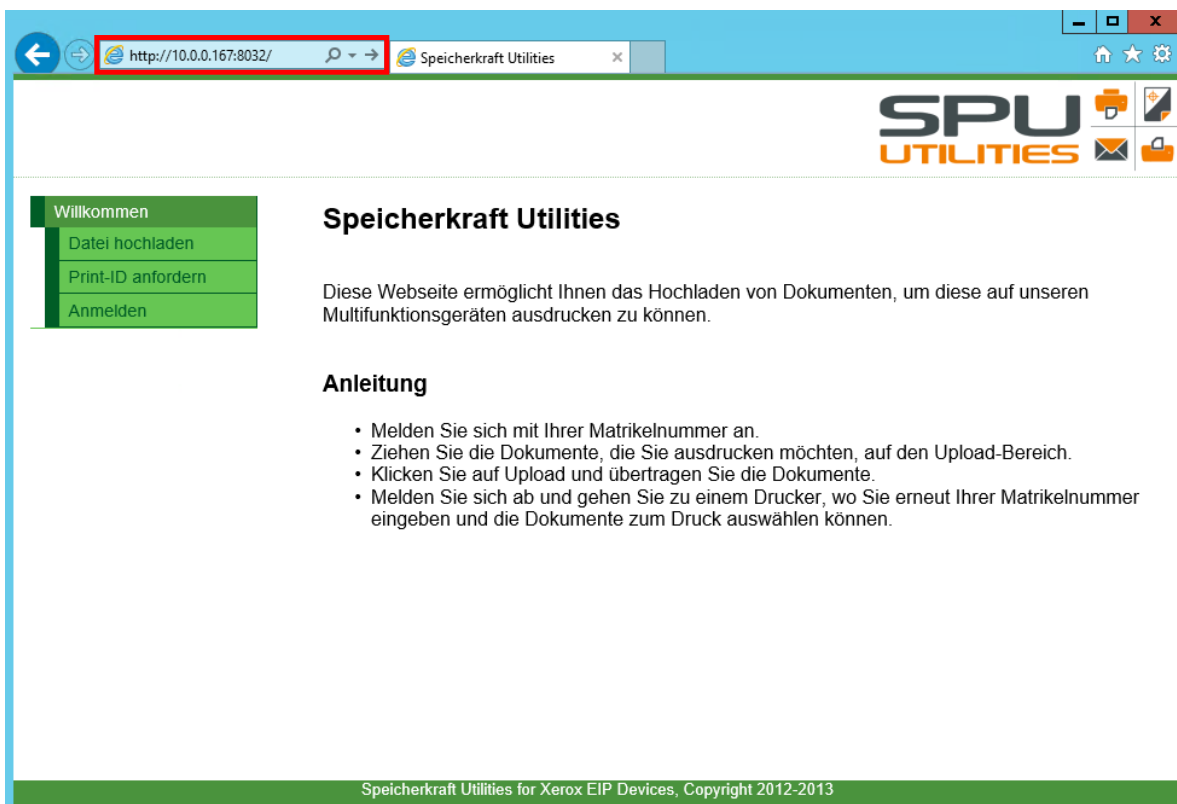 http://10.0.0.167:8032/
Speicherkraft Utilities
SPU
UTILITIES
Willkommen
Datei hochladen
Print-ID anfordern
Anmelden
Speicherkraft Utilities
Diese Webseite ermöglicht Ihnen das Hochladen von Dokumenten, um diese auf unseren
Multifunktionsgeräten ausdrucken zu können.
Anleitung
• Melden Sie sich mit Ihrer Matrikelnummer an.
• Ziehen Sie die Dokumente, die Sie ausdrucken möchten, auf den Upload-Bereich.
• Klicken Sie auf Upload und übertragen Sie die Dokumente.
• Melden Sie sich ab und gehen Sie zu einem Drucker, wo Sie erneut Ihrer Matrikelnummer
eingeben und die Dokumente zum Druck auswählen können.
Speicherkraft Utilities for Xerox EIP Devices, Copyright 2012-2013